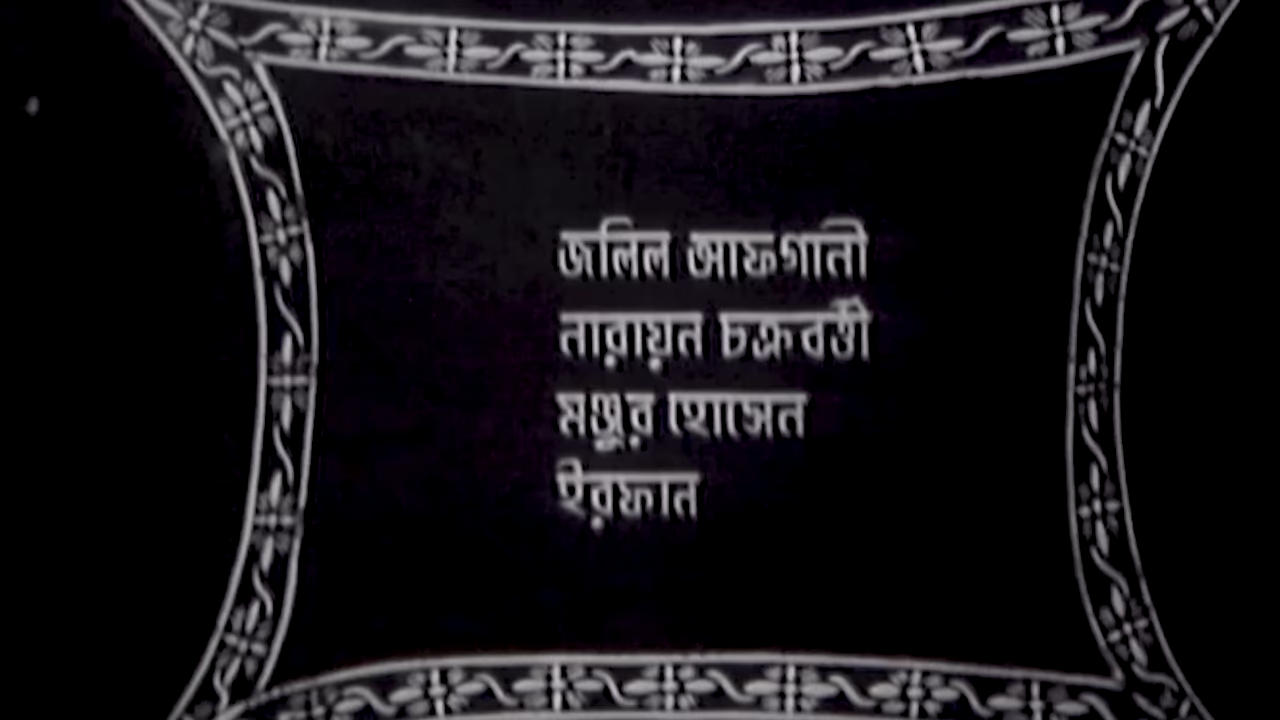 জলিল আফগানী
নারায়ন চক্রবর্ত্তী
মঞ্জুর হোসেন
ইরফান